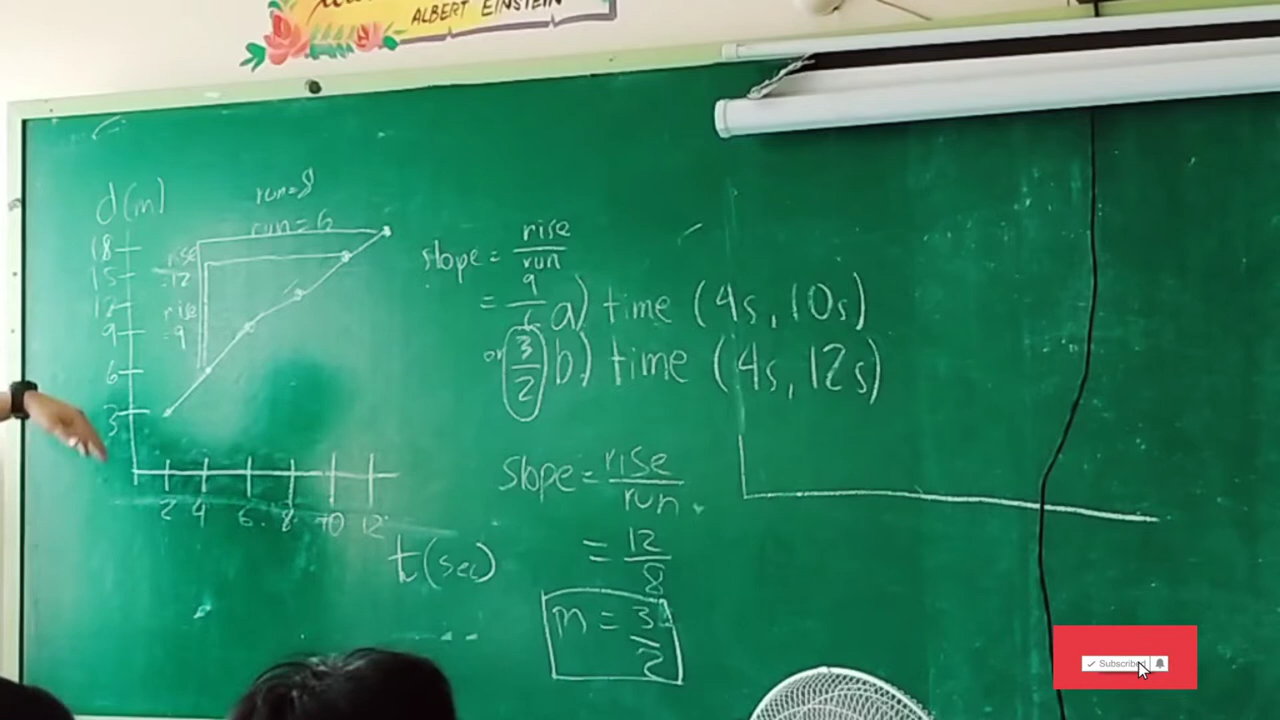 ALBERT EINSTEIN
d(m)
run=8
run=6
18
15
12
9
6
3
rise
=12
rise
=9
2 4 6 8 10 12
t(sec)
slope = rise
run
= 9
6
or 3
2
a) time (4s, 10s)
b) time (4s, 12s)
slope = rise
run
= 12
8
m = 3
2
Subscribed